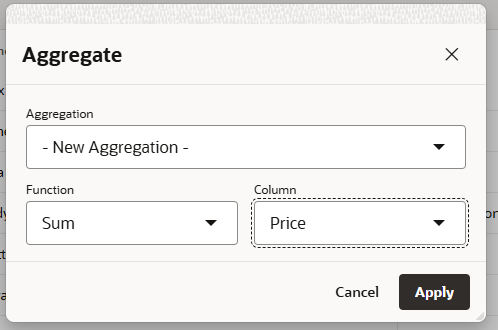 Aggregate
Aggregation
- New Aggregation -
Function
Column
Sum
Price
Cancel
Apply